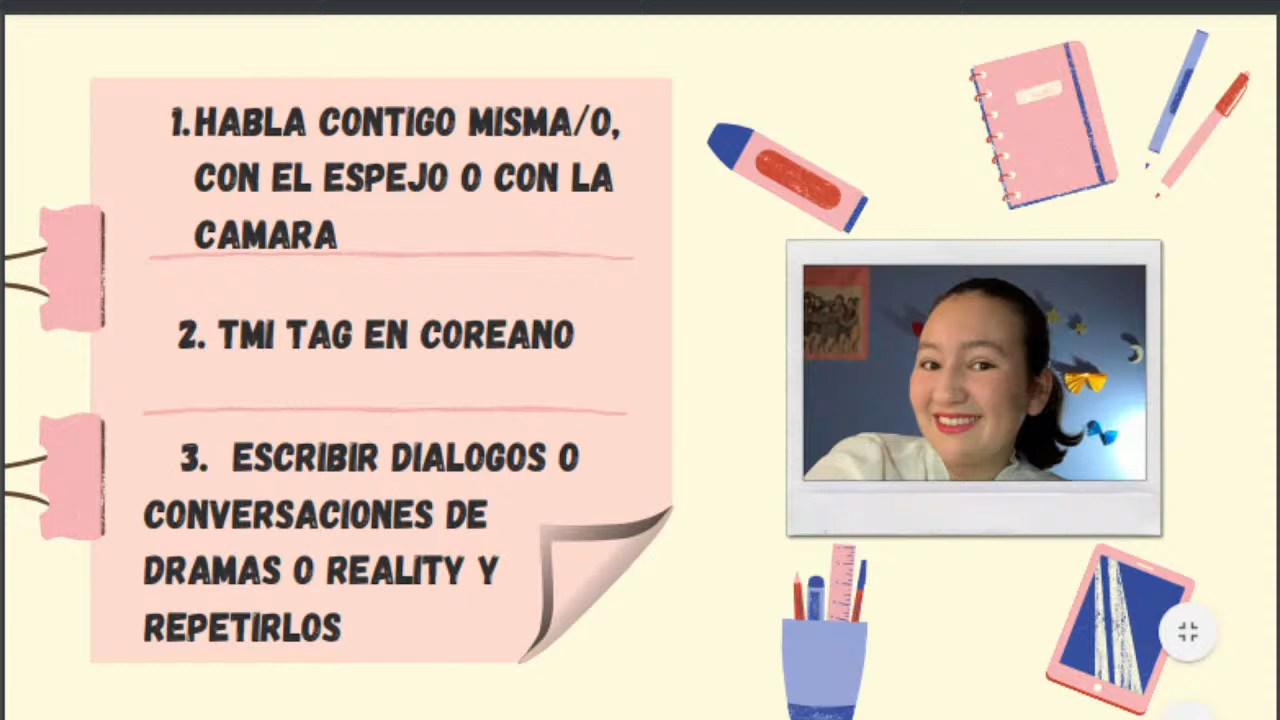 1. HABLA CONTIGO MISMA/O,
CON EL ESPEJO O CON LA
CAMARA
2. TMI TAG EN COREANO
3. ESCRIBIR DIALOGOS O
CONVERSACIONES DE
DRAMAS O REALITY Y
REPETIRLOS